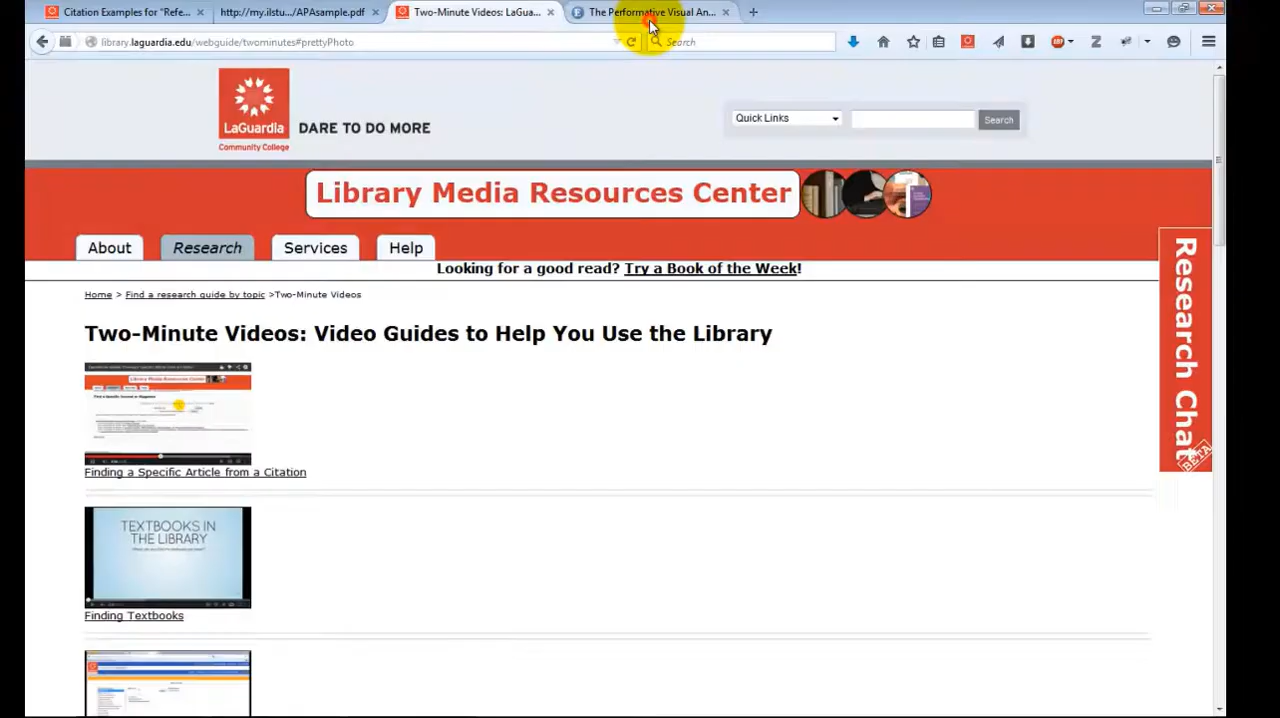 Citation Examples for "Refe...
http://my.ilstu.../APAsample.pdf
Two-Minute Videos: LaGua...
The Performative Visual An...
library.laguardia.edu/webguide/twominutes#prettyPhoto
Search
LaGuardia
Community College
DARE TO DO MORE
Quick Links
Search
Library Media Resources Center
About
Research
Services
Help
Looking for a good read? Try a Book of the Week!
Home > Find a research guide by topic >Two-Minute Videos
Research Chat
BETA
Two-Minute Videos: Video Guides to Help You Use the Library
Library Media Resources Center
Finding a Specific Article from a Citation
TEXTBOOKS IN
THE LIBRARY
Finding Textbooks